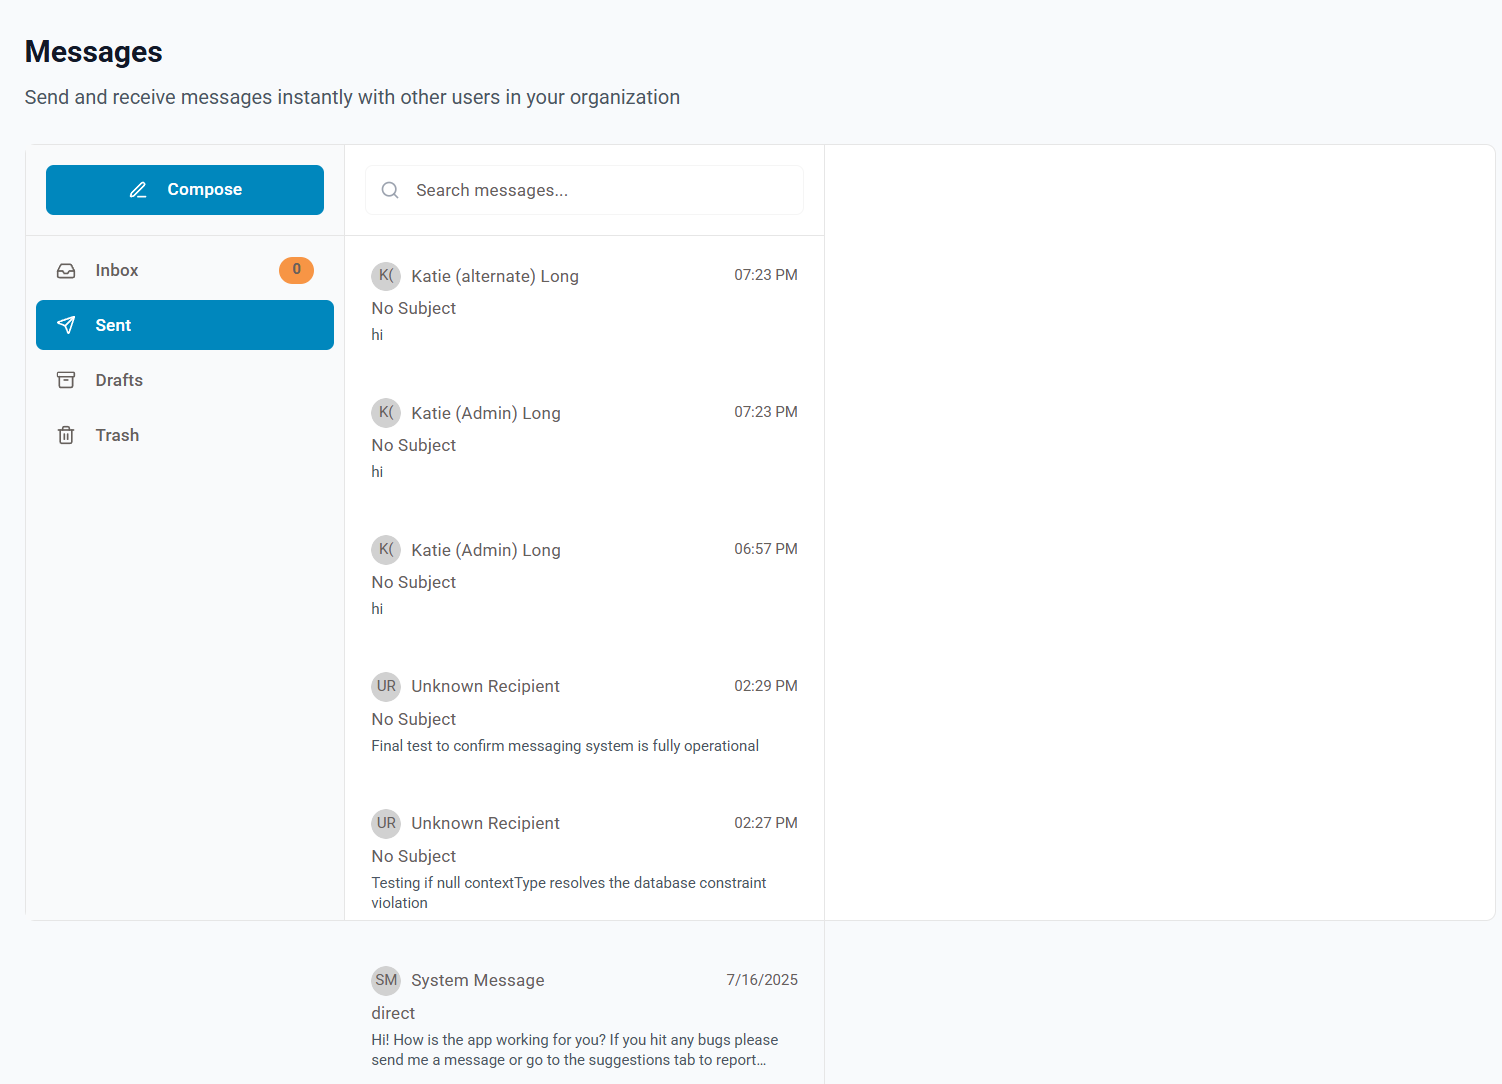 Messages
Send and receive messages instantly with other users in your organization
Compose
Inbox
0
Sent
Drafts
Trash
Search messages...
K( Katie (alternate) Long 07:23 PM
No Subject
hi
K( Katie (Admin) Long 07:23 PM
No Subject
hi
K( Katie (Admin) Long 06:57 PM
No Subject
hi
UR Unknown Recipient 02:29 PM
No Subject
Final test to confirm messaging system is fully operational
UR Unknown Recipient 02:27 PM
No Subject
Testing if null contextType resolves the database constraint
violation
SM System Message 7/16/2025
direct
Hi! How is the app working for you? If you hit any bugs please
send me a message or go to the suggestions tab to report...